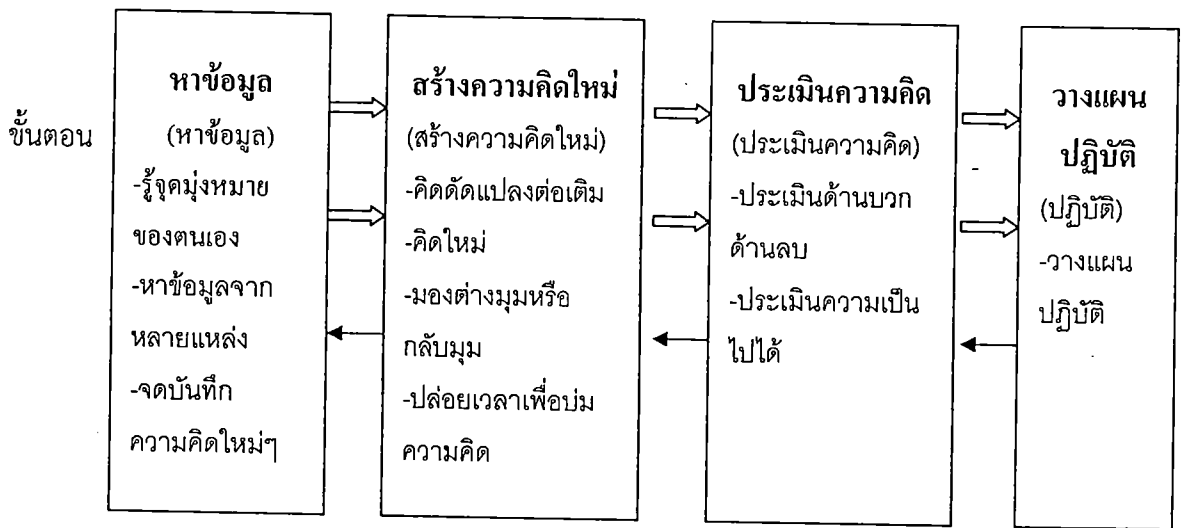 ขั้นตอน
หาข้อมูล
(หาข้อมูล)
-รู้จุดมุ่งหมาย
ของตนเอง
-หาข้อมูลจาก
หลายแหล่ง
-จดบันทึก
ความคิดใหม่ๆ
สร้างความคิดใหม่
(สร้างความคิดใหม่)
-คิดดัดแปลงต่อเติม
-คิดใหม่
-มองต่างมุมหรือ
กลับมุม
-ปล่อยเวลาเพื่อบ่ม
ความคิด
ประเมินความคิด
(ประเมินความคิด)
-ประเมินด้านบวก
ด้านลบ
-ประเมินความเป็น
ไปได้
วางแผน
ปฏิบัติ
(ปฏิบัติ)
-วางแผน
ปฏิบัติ